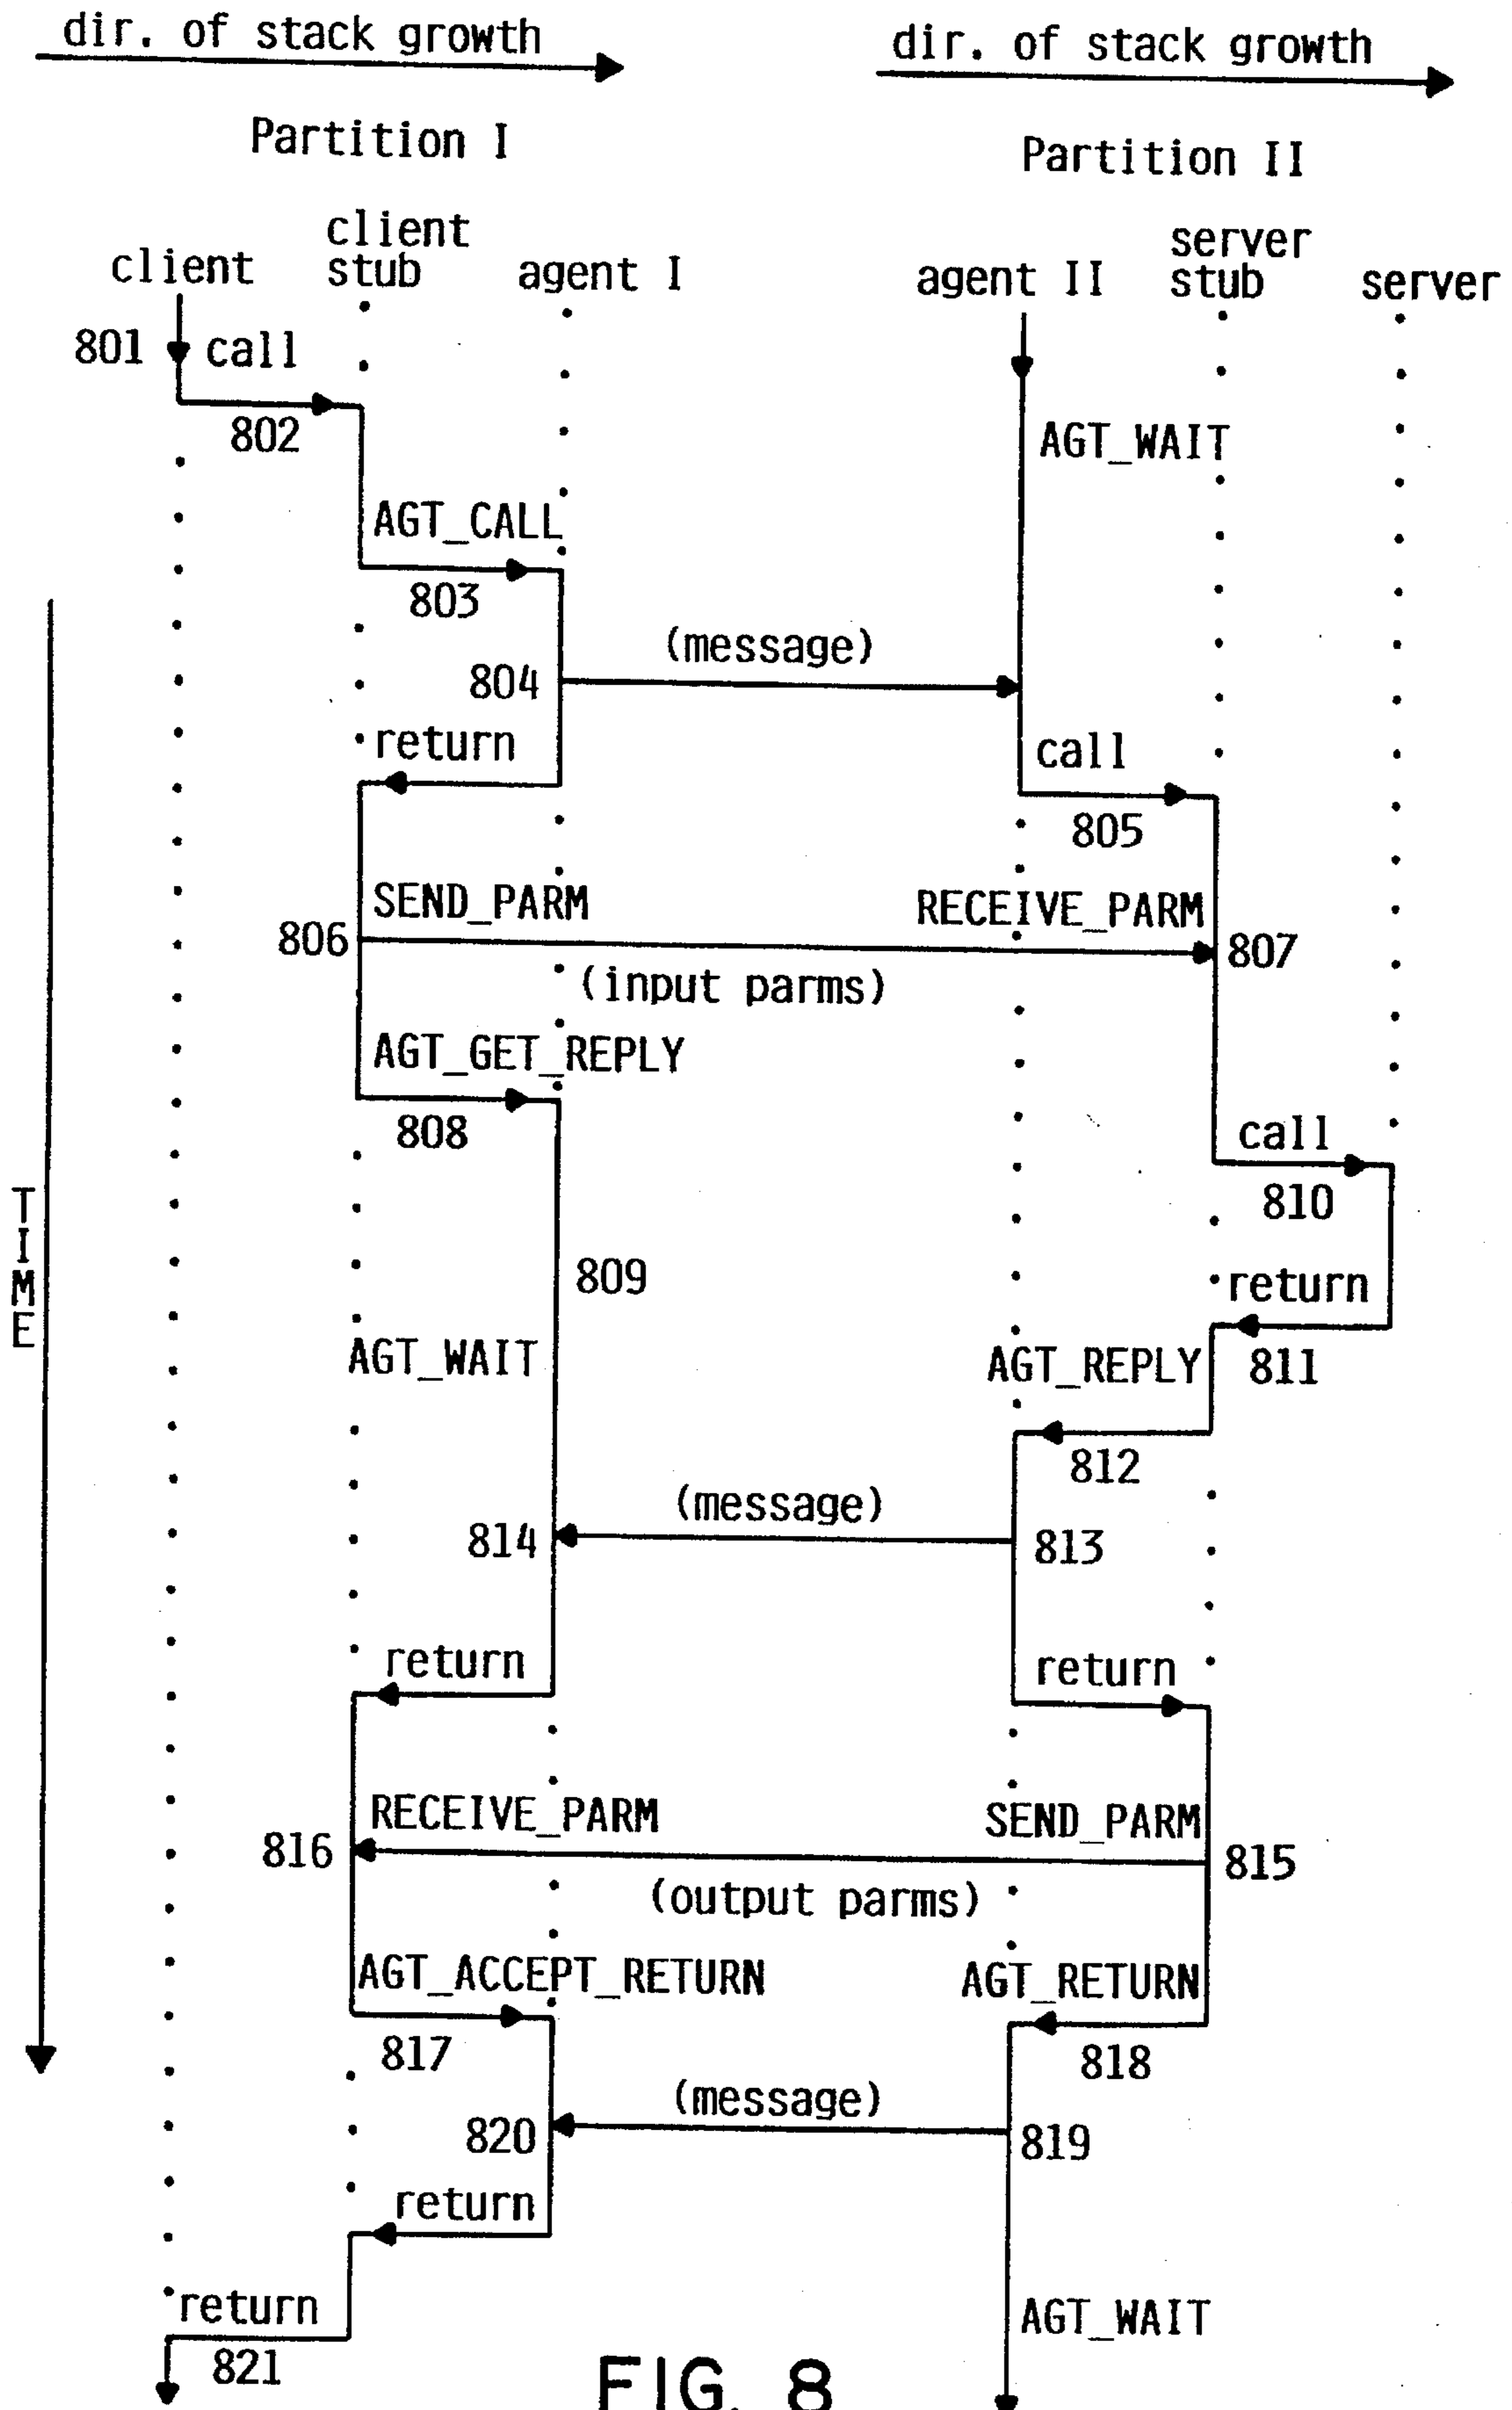 dir. of stack growth
dir. of stack growth
Partition I
Partition II
client
client
stub
agent I
agent II
server
stub
server
801
call
802
AGT_WAIT
AGT_CALL
803
(message)
804
return
call
805
SEND_PARM
RECEIVE_PARM
806
807
(input parms)
AGT_GET_REPLY
808
call
810
TIME
809
return
AGT_WAIT
AGT_REPLY
811
812
(message)
814
813
return
return
RECEIVE_PARM
SEND_PARM
816
815
(output parms)
AGT_ACCEPT_RETURN
AGT_RETURN
817
818
(message)
820
819
return
return
AGT_WAIT
821
FIG. 8